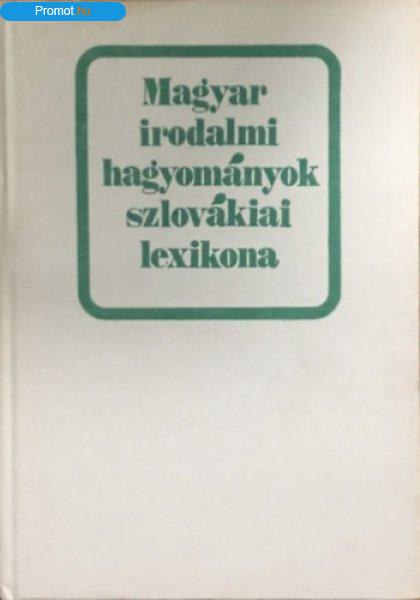 Promot.hu
Magyar
irodalmi
hagyományok
szlovákiai
lexikona